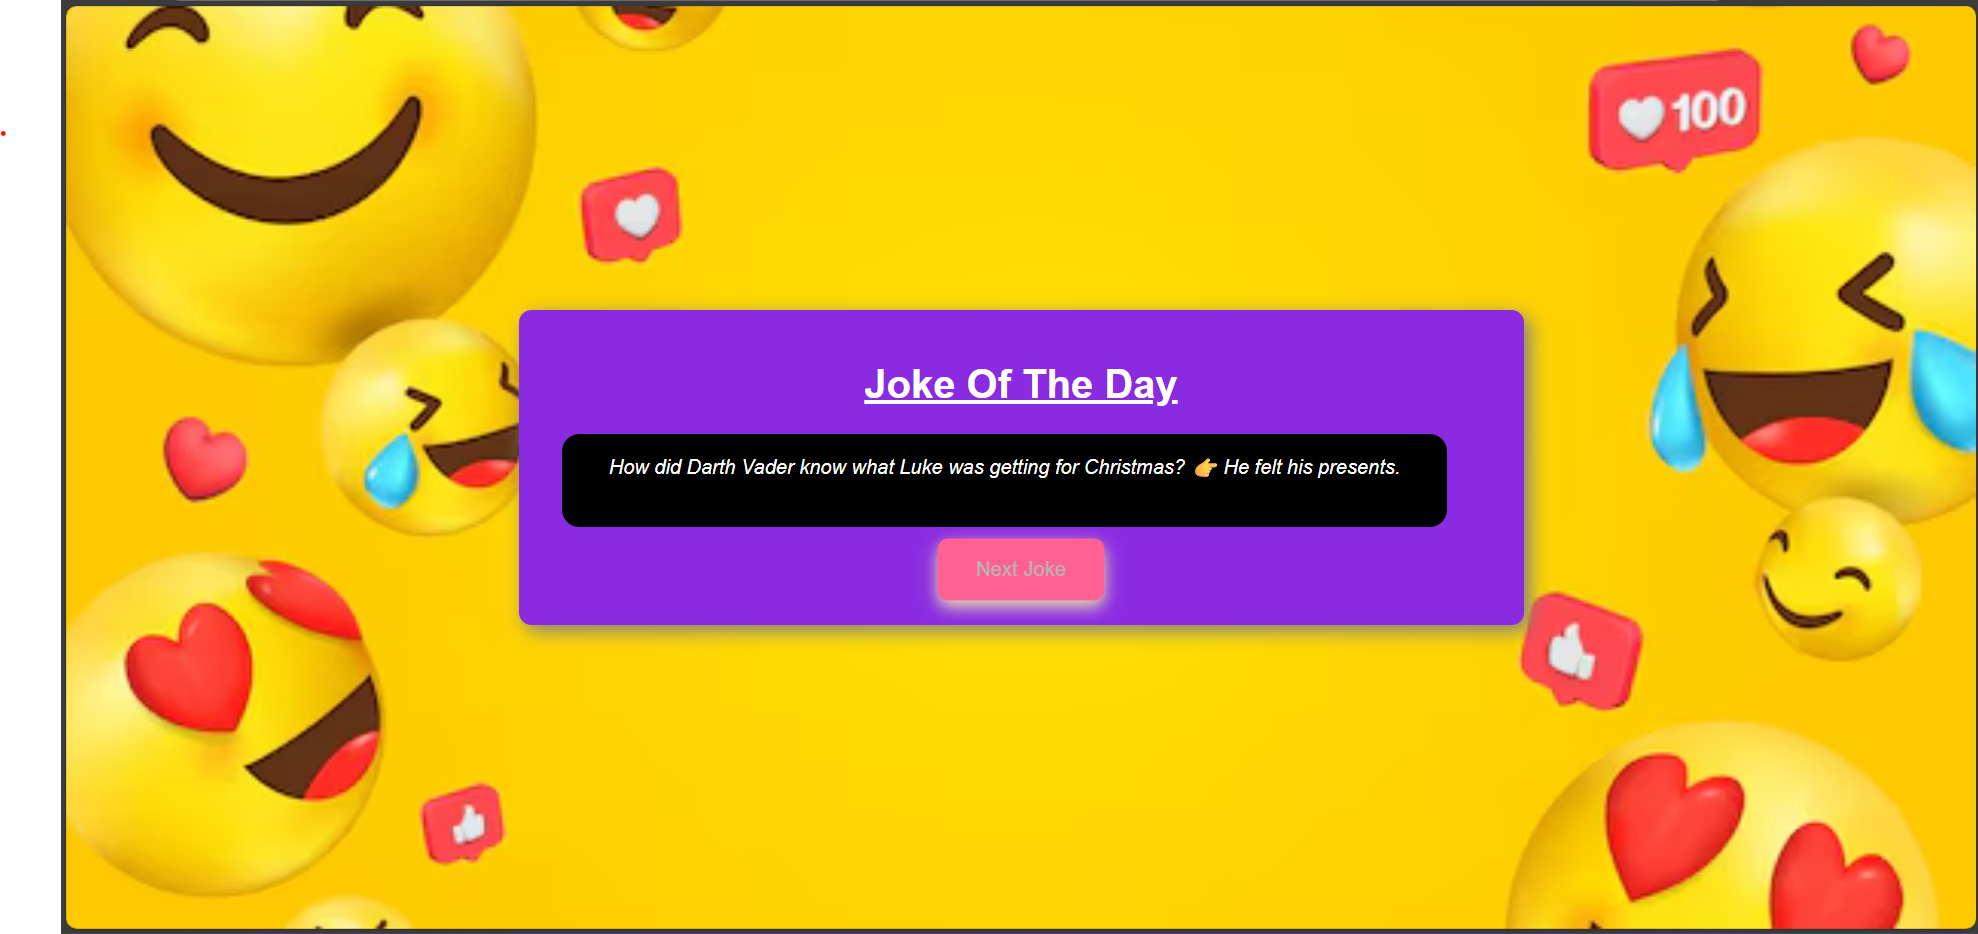 100
Joke Of The Day
How did Darth Vader know what Luke was getting for Christmas? 👉 He felt his presents.
Next Joke